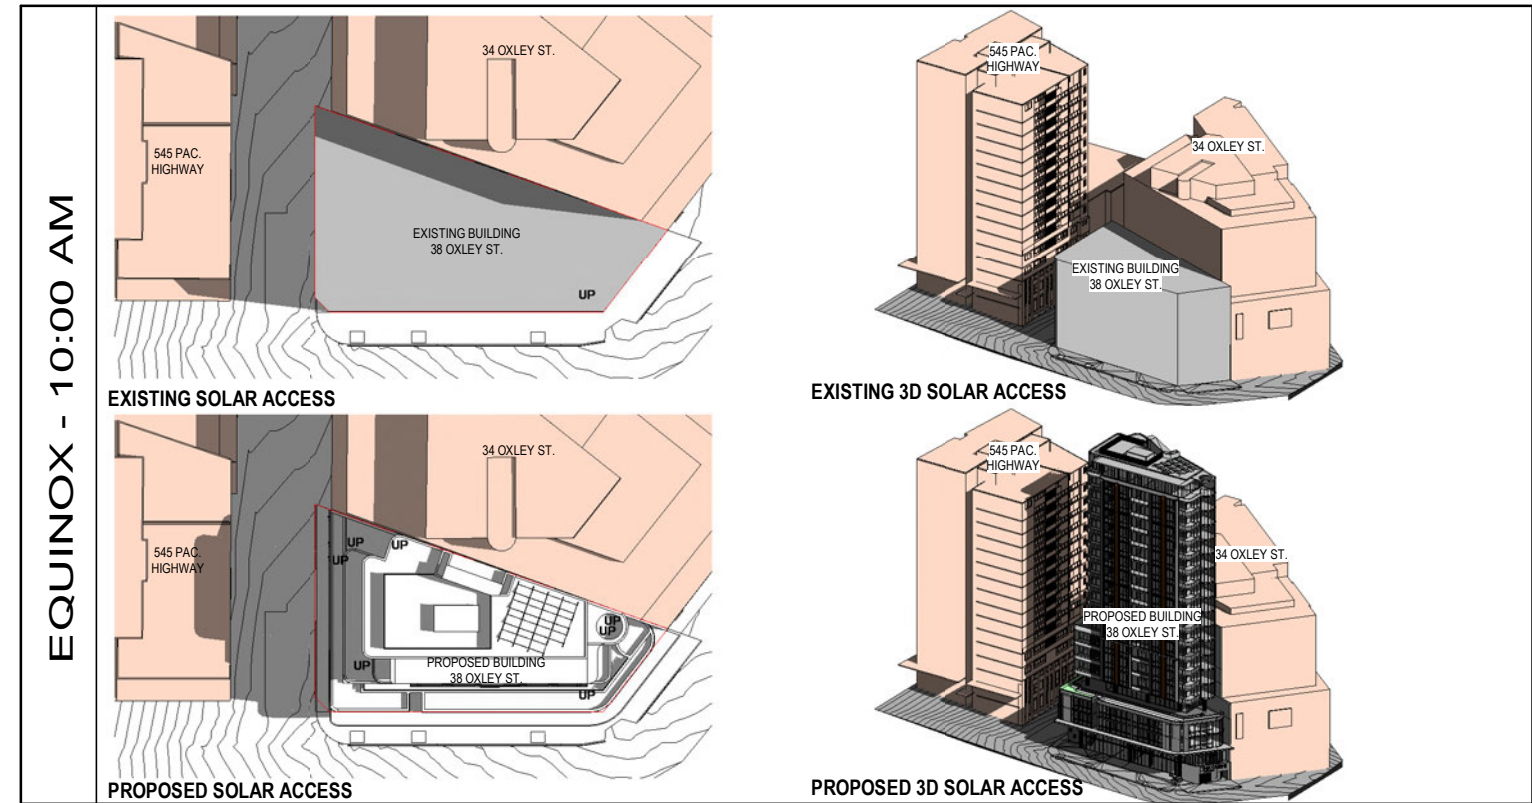 EQUINOX - 10:00 AM
34 OXLEY ST.
545 PAC.
HIGHWAY
EXISTING BUILDING
38 OXLEY ST.
UP
EXISTING SOLAR ACCESS
545 PAC.
HIGHWAY
34 OXLEY ST.
EXISTING BUILDING
38 OXLEY ST.
EXISTING 3D SOLAR ACCESS
34 OXLEY ST.
545 PAC.
HIGHWAY
UP
UP
UP
UP
UP
UP
PROPOSED BUILDING
38 OXLEY ST.
UP
PROPOSED SOLAR ACCESS
545 PAC.
HIGHWAY
34 OXLEY ST.
PROPOSED BUILDING
38 OXLEY ST.
PROPOSED 3D SOLAR ACCESS